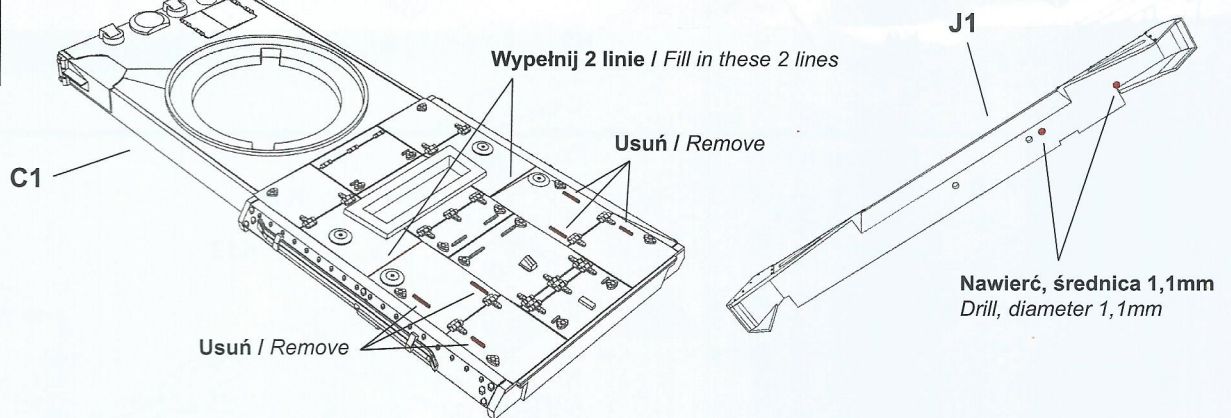 J1
Wypełnij 2 linie / Fill in these 2 lines
Usuń / Remove
C1
Nawierć, średnica 1,1mm
Drill, diameter 1,1mm
Usuń / Remove